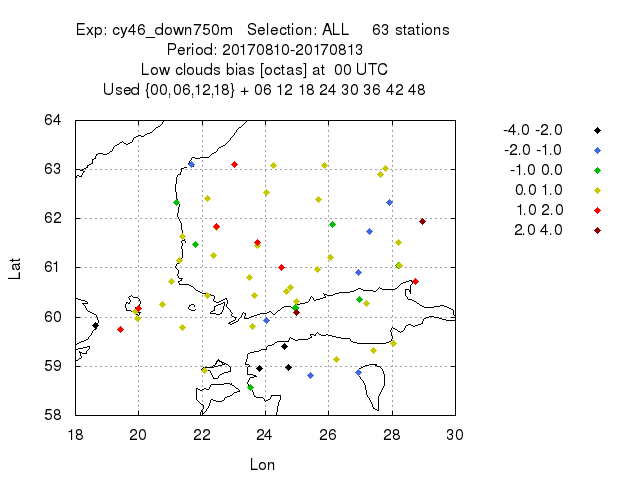 Exp: cy46_down750m   Selection: ALL     63 stations
Period: 20170810-20170813
Low clouds bias [octas] at  00 UTC
Used {00,06,12,18} + 06 12 18 24 30 36 42 48
64
63
62
61
60
59
58
Lat
18 20 22 24 26 28 30
Lon
-4.0 -2.0
-2.0 -1.0
-1.0 0.0
0.0 1.0
1.0 2.0
2.0 4.0